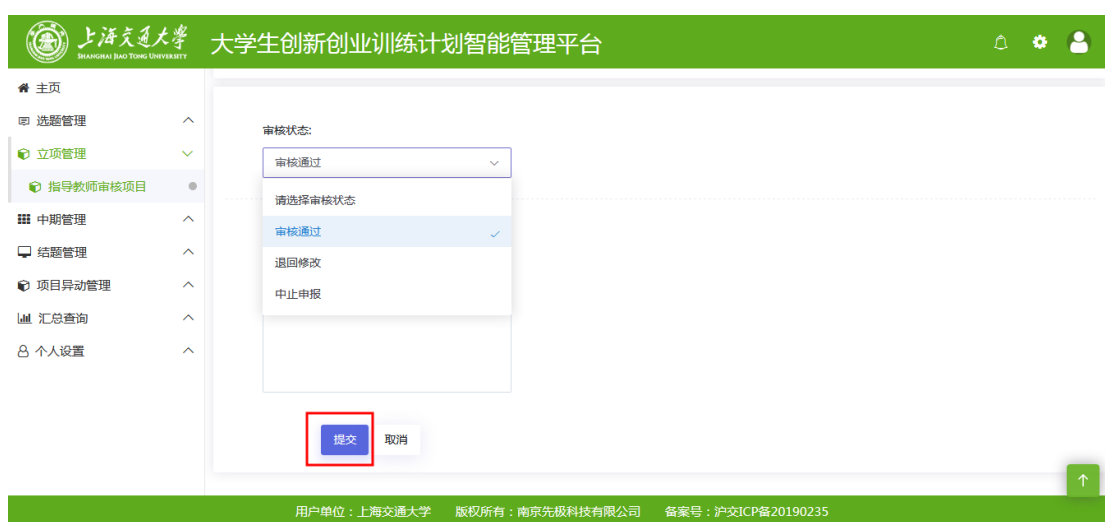 上海交通大学 大学生创新创业训练计划智能管理平台
SHANGHAI JIAO TONG UNIVERSITY
主页
选题管理
立项管理
指导教师审核项目
中期管理
结题管理
项目异动管理
汇总查询
个人设置
审核状态:
审核通过
请选择审核状态
审核通过
退回修改
中止申报
提交 取消
用户单位：上海交通大学 版权所有：南京先极科技有限公司 备案号：沪交ICP备20190235